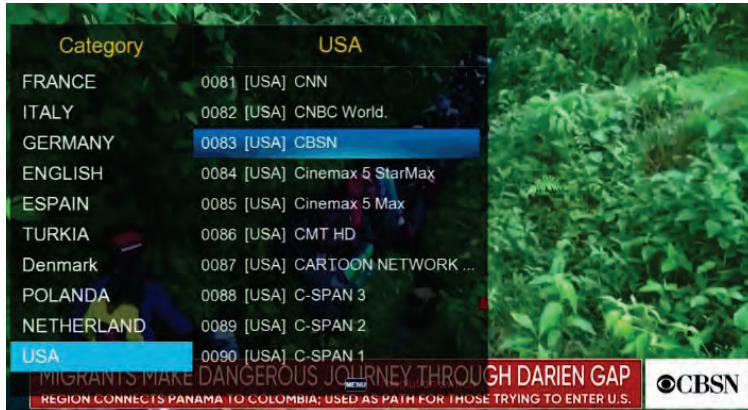 Category
USA
FRANCE
0081 [USA] CNN
ITALY
0082 [USA] CNBC World.
GERMANY
0083 [USA] CBSN
ENGLISH
0084 [USA] Cinemax 5 StarMax
ESPAIN
0085 [USA] Cinemax 5 Max
TURKIA
0086 [USA] CMT HD
Denmark
0087 [USA] CARTOON NETWORK ...
POLANDA
0088 [USA] C-SPAN 3
NETHERLAND
0089 [USA] C-SPAN 2
USA
0090 [USA] C-SPAN 1
MIGRANTS MAKE DANGEROUS JOURNEY THROUGH DARIEN GAP
MENU
REGION CONNECTS PANAMA TO COLOMBIA; USED AS PATH FOR THOSE TRYING TO ENTER U.S.
CBSN